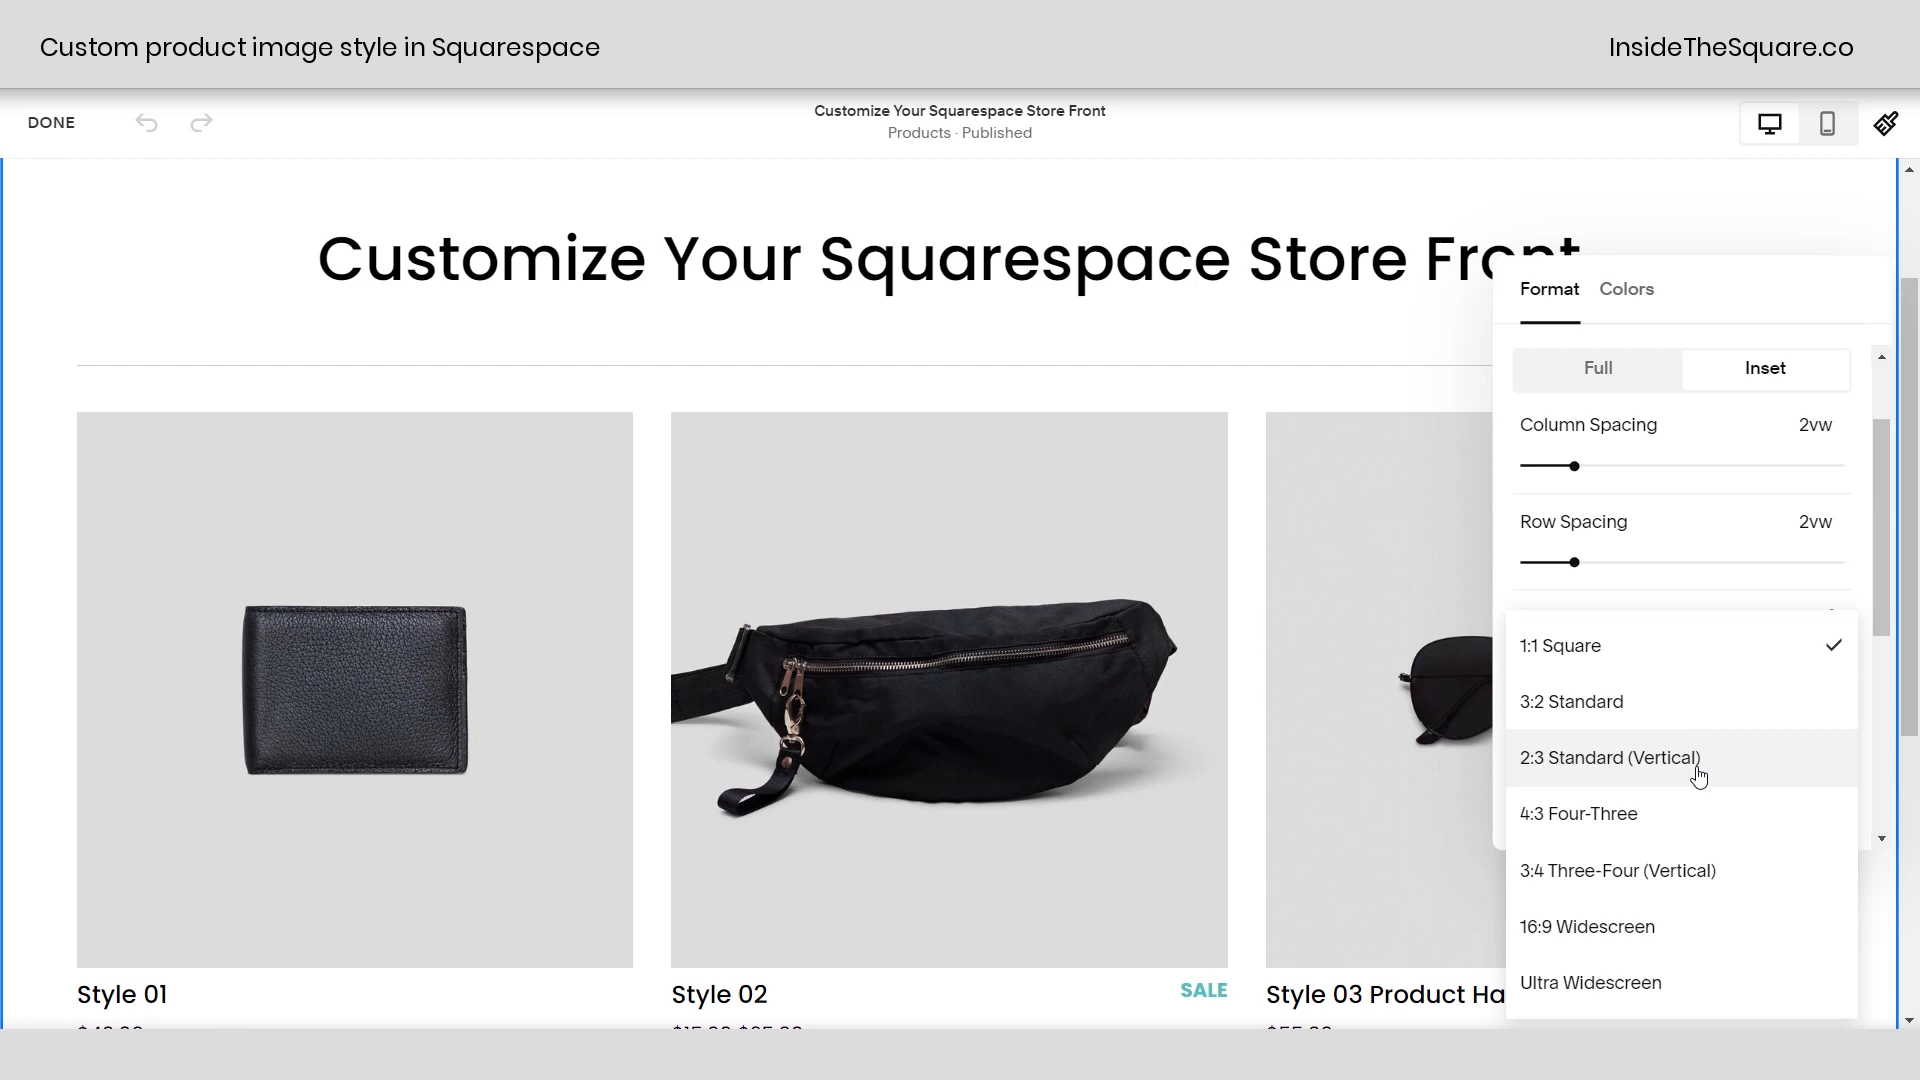 Custom product image style in Squarespace
InsideTheSquare.co
DONE
Customize Your Squarespace Store Front
Products · Published
Customize Your Squarespace Store Front
Format
Colors
Full
Inset
Column Spacing
2vw
Row Spacing
2vw
1:1 Square
3:2 Standard
2:3 Standard (Vertical)
4:3 Four-Three
3:4 Three-Four (Vertical)
16:9 Widescreen
Ultra Widescreen
Style 01
Style 02
SALE
Style 03 Product Ha